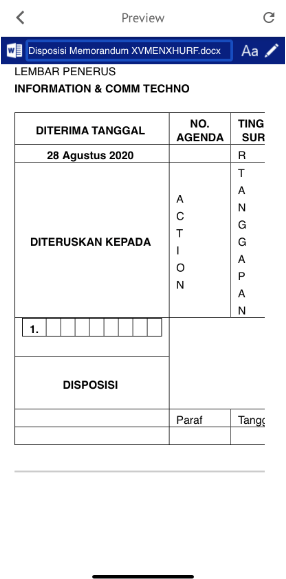 Preview
Disposisi Memorandum XVMENXHURF.docx
Aa
LEMBAR PENERUS
INFORMATION & COMM TECHNO
DITERIMA TANGGAL
NO. AGENDA
TING
SUR
28 Agustus 2020
R
DITERUSKAN KEPADA
A
C
T
I
O
N
T
A
N
G
G
A
P
A
N
1.
DISPOSISI
Paraf
Tangg